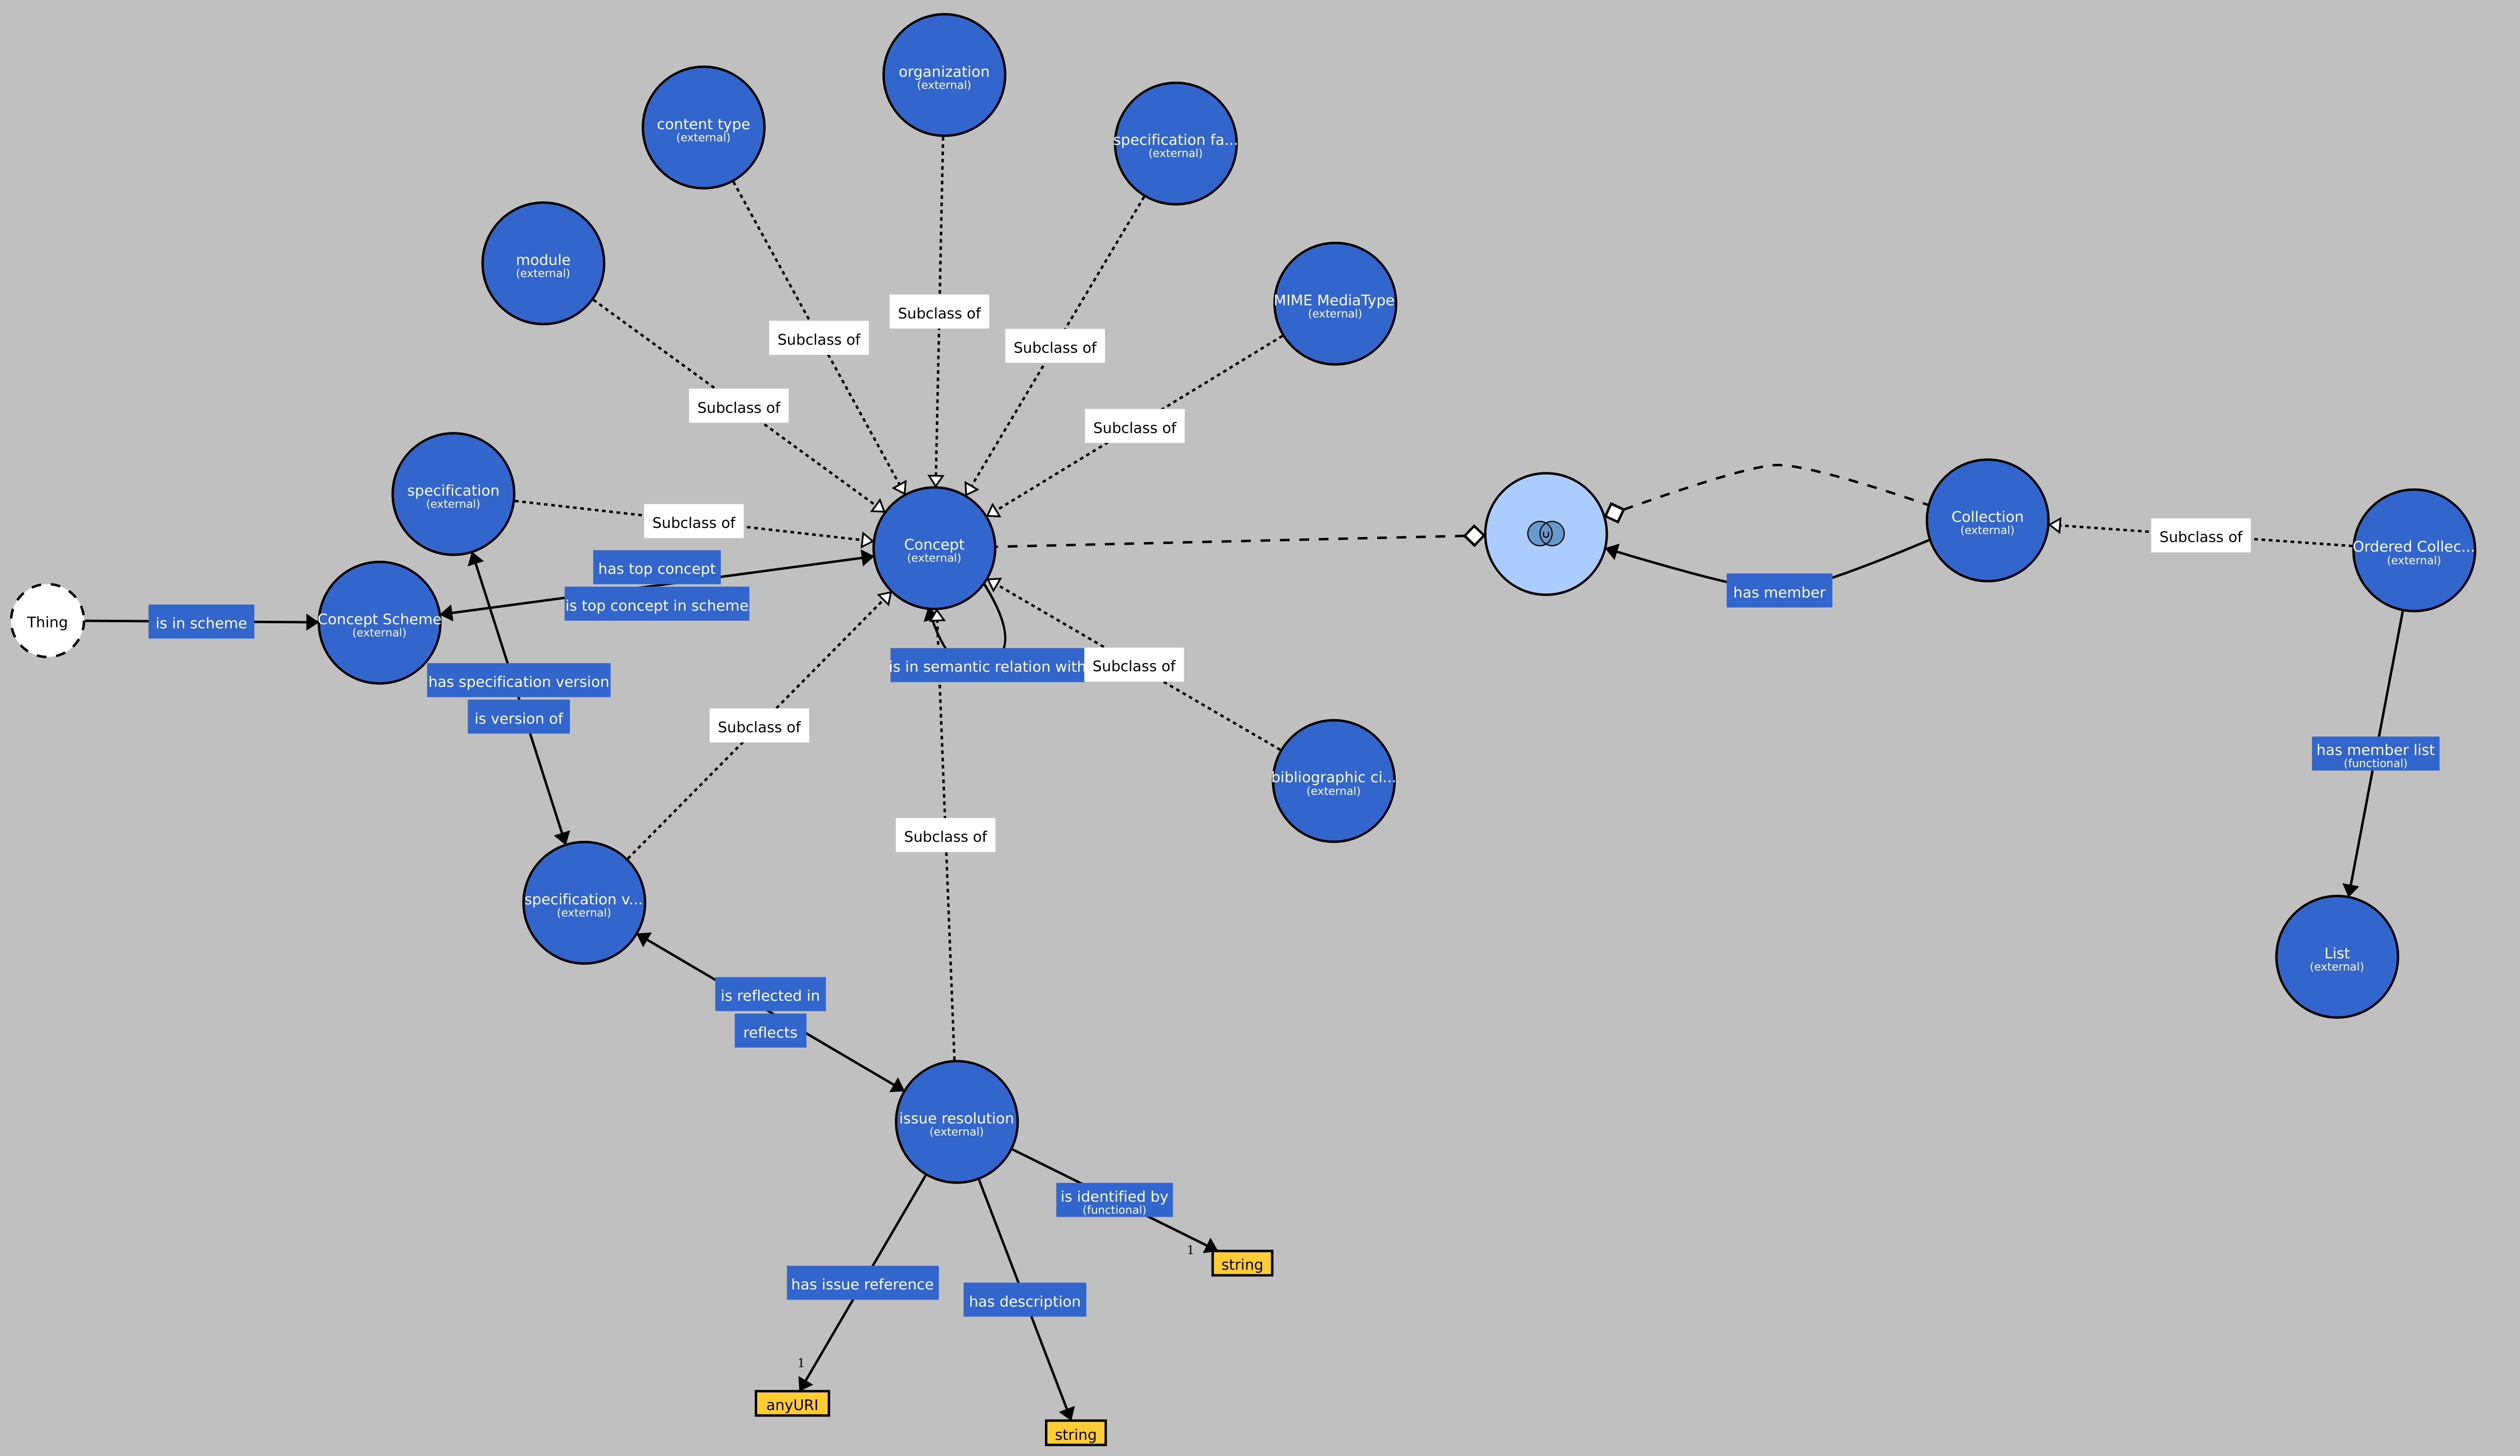 organization
(external)
content type
(external)
specification fa...
(external)
module
(external)
MIME MediaType
(external)
Subclass of
Subclass of
Subclass of
Subclass of
Subclass of
specification
(external)
Subclass of
Concept
(external)
Collection
(external)
Subclass of
Ordered Collec...
(external)
has top concept
is top concept in scheme
has member
Thing
is in scheme
Concept Scheme
(external)
is in semantic relation with
Subclass of
has specification version
is version of
Subclass of
has member list
(functional)
bibliographic ci...
(external)
Subclass of
specification v...
(external)
List
(external)
is reflected in
reflects
issue resolution
(external)
is identified by
(functional)
1
string
has issue reference
has description
1
anyURI
string
U